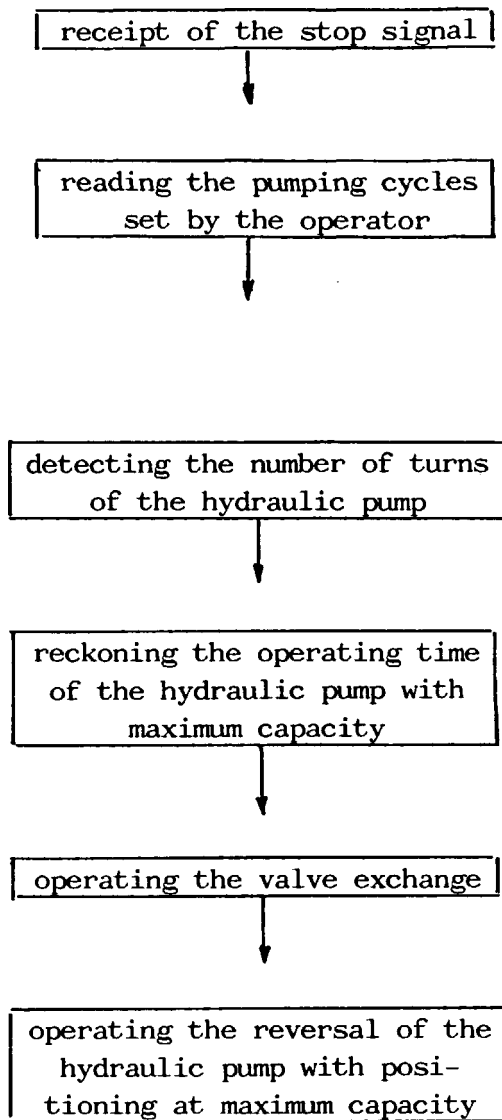 receipt of the stop signal
reading the pumping cycles
set by the operator
detecting the number of turns
of the hydraulic pump
reckoning the operating time
of the hydraulic pump with
maximum capacity
operating the valve exchange
operating the reversal of the
hydraulic pump with posi-
tioning at maximum capacity